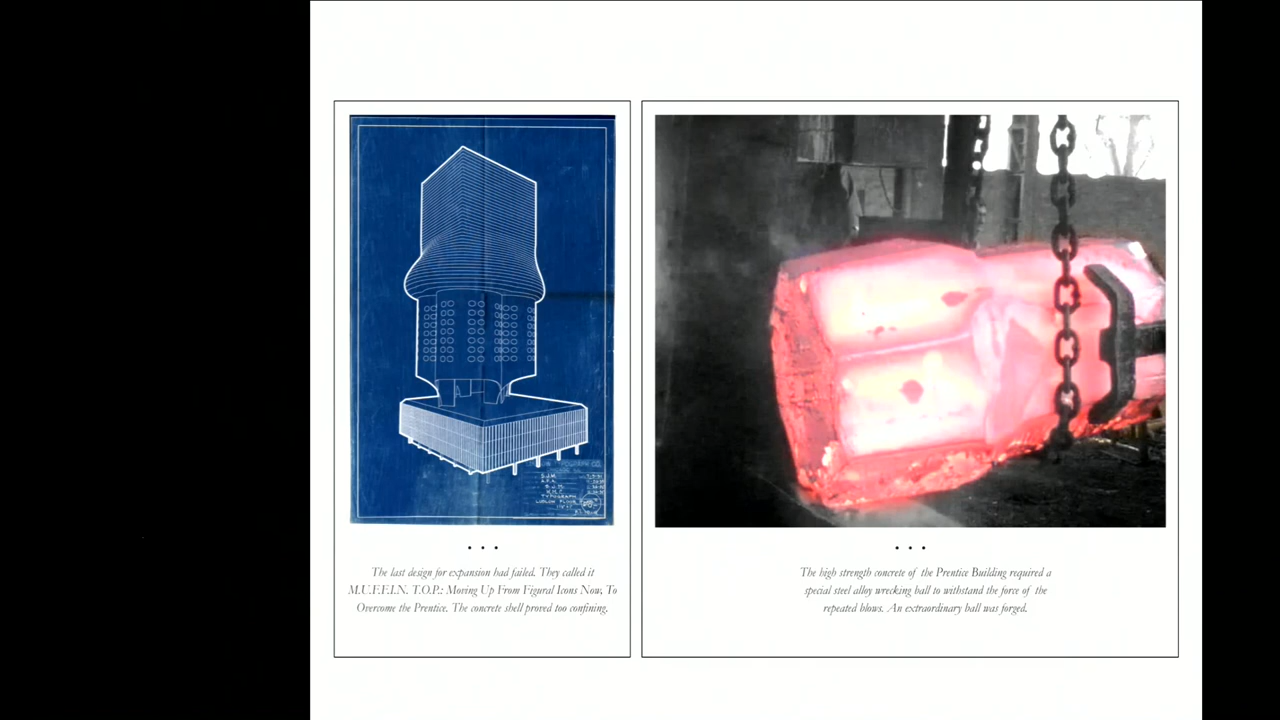 • • •
The last design for expansion had failed. They called it
M.U.F.F.I.N. T.O.P.: Moving Up From Figural Icons Now, To
Overcome the Prentice. The concrete shell proved too confining.
• • •
The high strength concrete of the Prentice Building required a
special steel alloy wrecking ball to withstand the force of the
repeated blows. An extraordinary ball was forged.